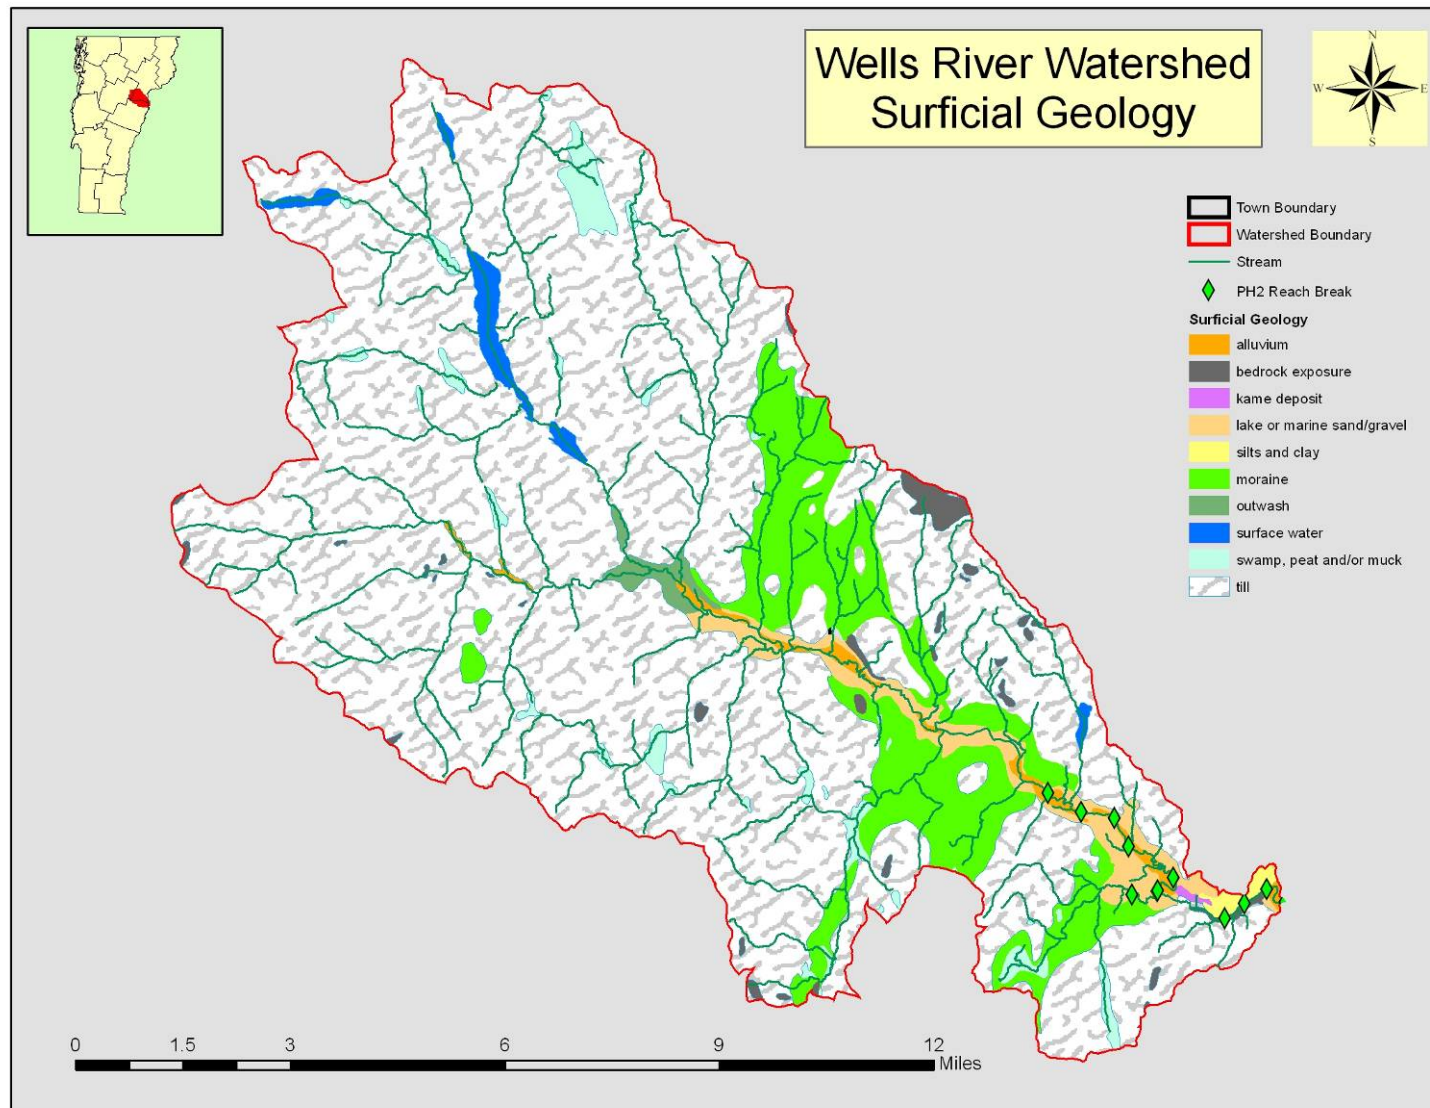 Wells River Watershed
Surficial Geology
N
W
E
S
Town Boundary
Watershed Boundary
Stream
PH2 Reach Break
Surficial Geology
alluvium
bedrock exposure
kame deposit
lake or marine sand/gravel
silts and clay
moraine
outwash
surface water
swamp, peat and/or muck
till
0 1.5 3 6 9 12
Miles